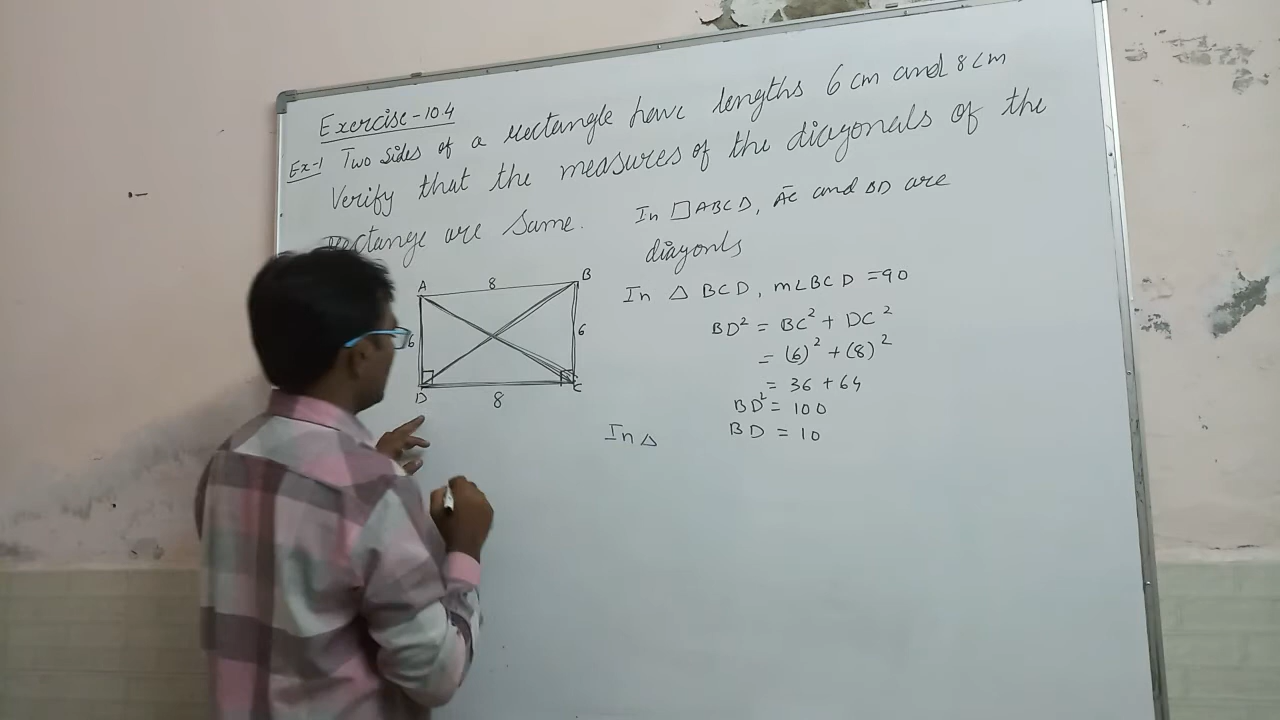 Exercise-10.4
Ex-1 Two sides of a rectangle have lengths 6 cm and 8 cm
Verify that the measures of the diagonals of the
rectange are same.
In □ABCD, AC and BD are
diagonls
A 8 B
6 6
D 8 C
In △ BCD, m∠BCD = 90
BD² = BC² + DC²
= (6)² + (8)²
= 36 + 64
BD² = 100
BD = 10
In △